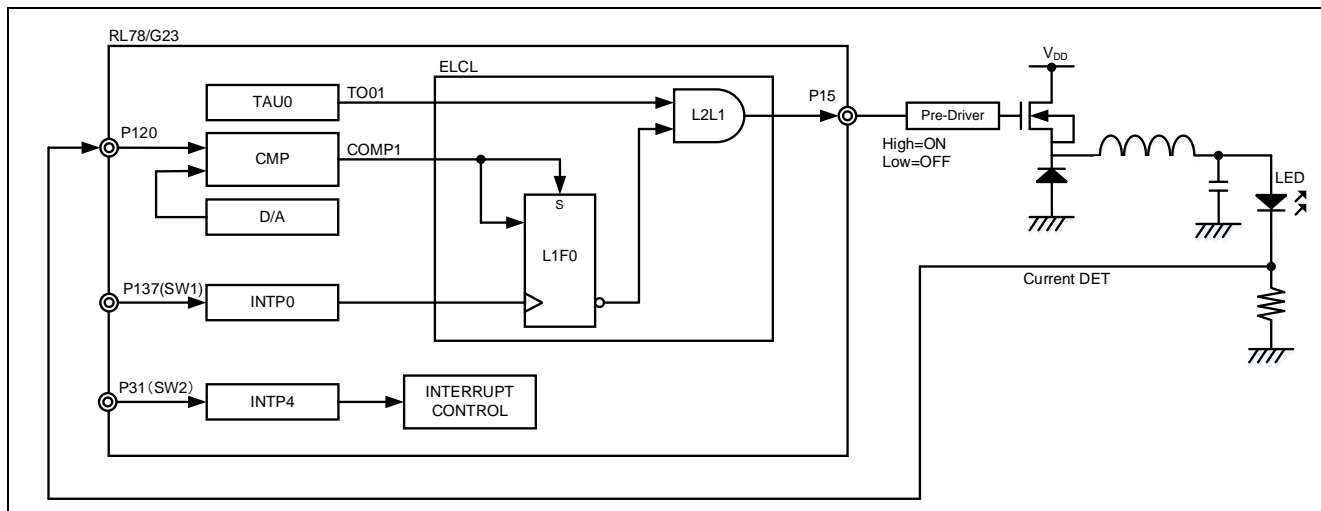 RL78/G23
ELCL
TAU0
TO01
L2L1
P15
Pre-Driver
High=ON
Low=OFF
VDD
P120
CMP
COMP1
D/A
S
L1F0
LED
Current DET
P137(SW1)
INTP0
P31(SW2)
INTP4
INTERRUPT
CONTROL